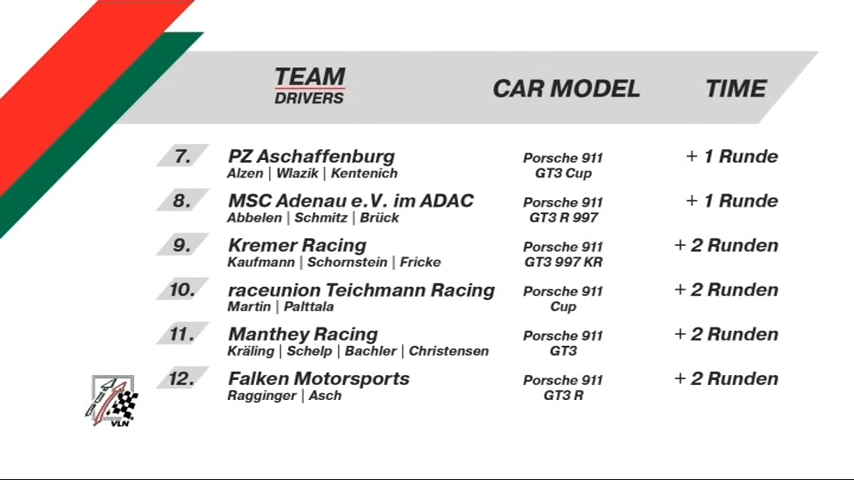 TEAM
DRIVERS
CAR MODEL
TIME
7. PZ Aschaffenburg Porsche 911 + 1 Runde
Alzen | Wlazik | Kentenich GT3 Cup
8. MSC Adenau e.V. im ADAC Porsche 911 + 1 Runde
Abbelen | Schmitz | Brück GT3 R 997
9. Kremer Racing Porsche 911 + 2 Runden
Kaufmann | Schornstein | Fricke GT3 997 KR
10. raceunion Teichmann Racing Porsche 911 + 2 Runden
Martin | Palttala Cup
11. Manthey Racing Porsche 911 + 2 Runden
Kräling | Schelp | Bachler | Christensen GT3
12. Falken Motorsports Porsche 911 + 2 Runden
Ragginger | Asch GT3 R
VLN